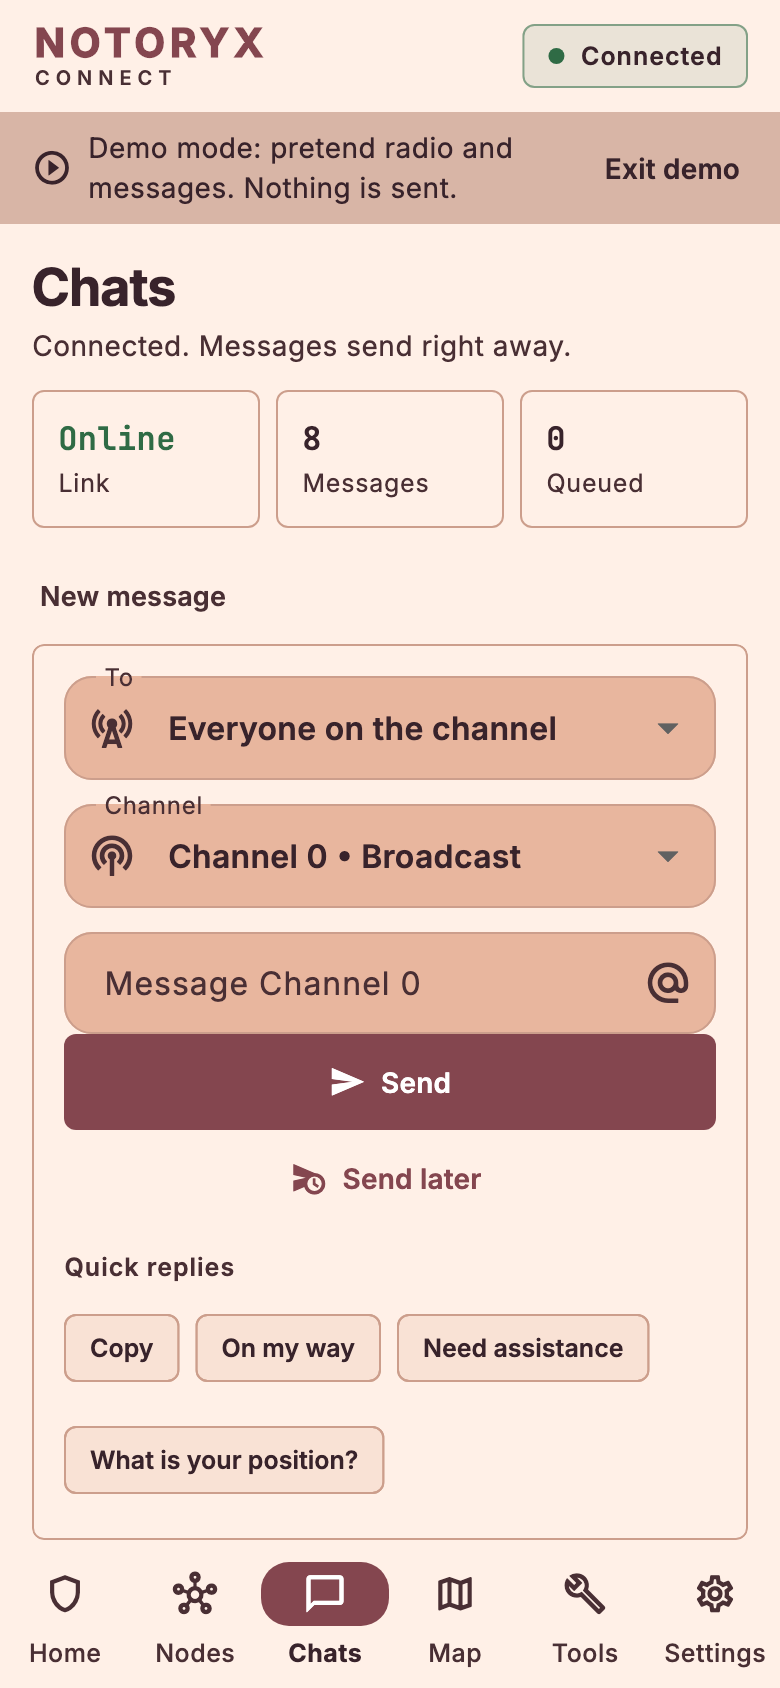 NOTORYX
CONNECT
Connected
Demo mode: pretend radio and
messages. Nothing is sent.
Exit demo
Chats
Connected. Messages send right away.
Online
Link
8
Messages
0
Queued
New message
To
Everyone on the channel
Channel
Channel 0 • Broadcast
Message Channel 0
Send
Send later
Quick replies
Copy
On my way
Need assistance
What is your position?
Home
Nodes
Chats
Map
Tools
Settings